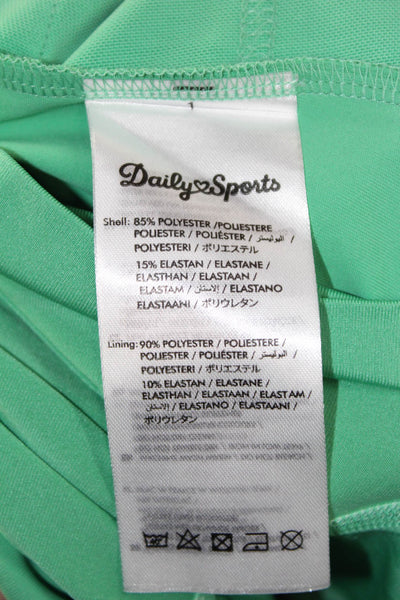 1
Daily Sports
Shell: 85% POLYESTER /POLIESTERE
POLIESTER / POLIÉSTER / البوليستر /
POLYESTERI / ポリエステル
15% ELASTAN / ELASTANE /
ELASTHAN / ELASTAAN /
ELASTAM / الإلاستان / ELASTANO
ELASTAANI / ポリウレタン
Lining: 90% POLYESTER / POLIESTERE
/ POLIESTER / POLIÉSTER / البوليستر /
POLYESTERI / ポリエステル
10% ELASTAN / ELASTANE /
ELASTHAN / ELASTAAN / ELASTAM /
الإلاستان / ELASTANO / ELASTAANI /
ポリウレタン